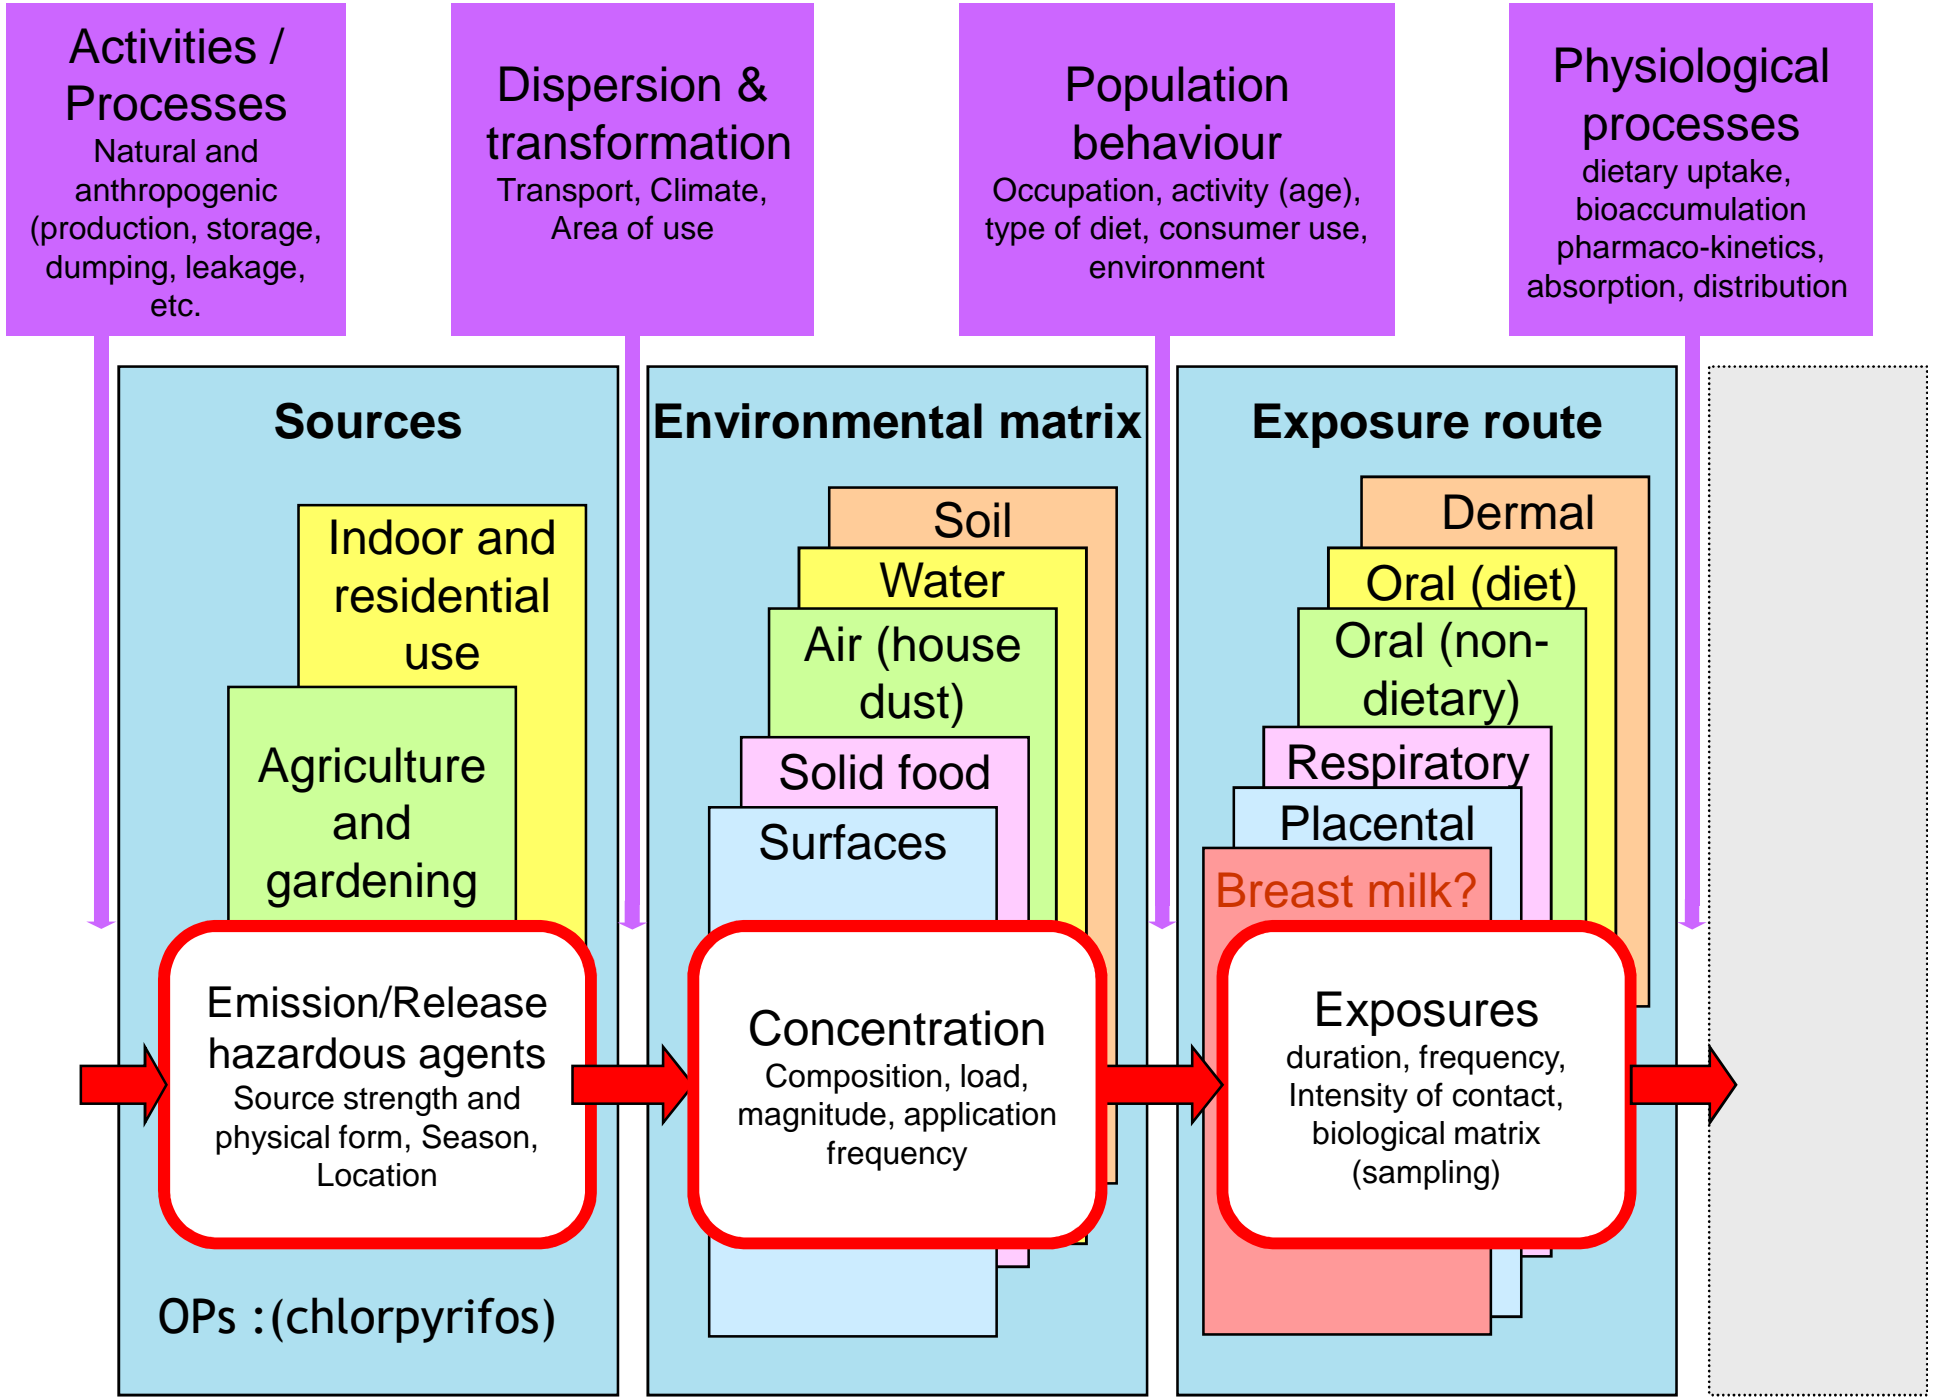 Activities /
Processes
Natural and
anthropogenic
(production, storage,
dumping, leakage,
etc.
Dispersion &
transformation
Transport, Climate,
Area of use
Population
behaviour
Occupation, activity (age),
type of diet, consumer use,
environment
Physiological
processes
dietary uptake,
bioaccumulation
pharmaco-kinetics,
absorption, distribution
Sources
Indoor and
residential
use
Agriculture
and
gardening
Emission/Release
hazardous agents
Source strength and
physical form, Season,
Location
OPs :(chlorpyrifos)
Environmental matrix
Soil
Water
Air (house
dust)
Solid food
Surfaces
Concentration
Composition, load,
magnitude, application
frequency
Exposure route
Dermal
Oral (diet)
Oral (non-
dietary)
Respiratory
Placental
Breast milk?
Exposures
duration, frequency,
Intensity of contact,
biological matrix
(sampling)